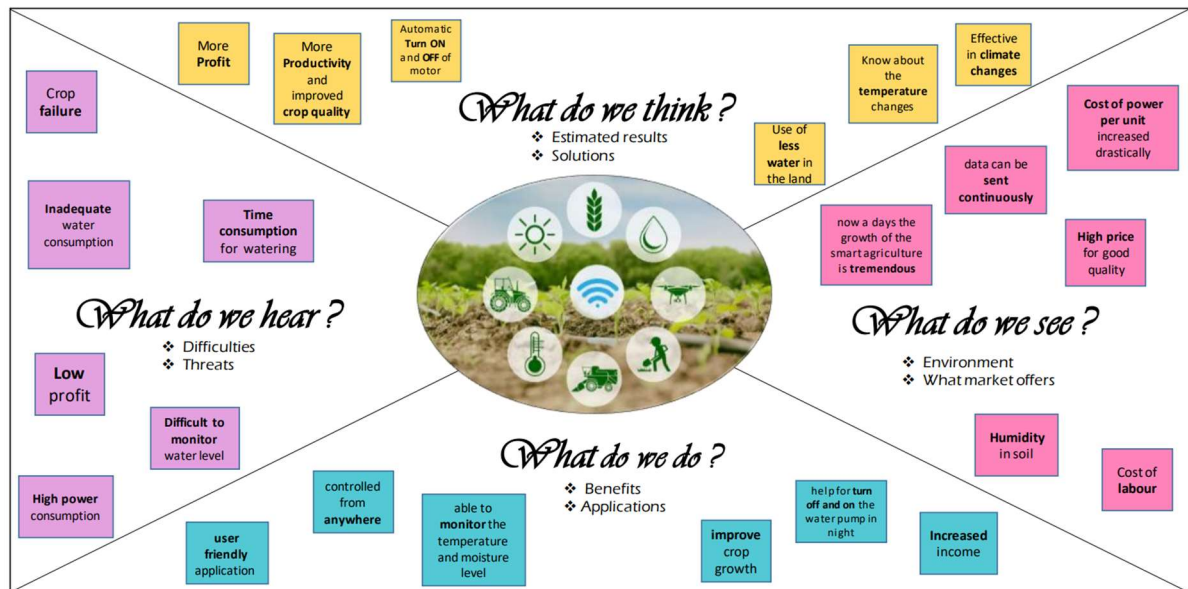 More
Profit
More
Productivity
and
improved
crop quality
Automatic
Turn ON
and OFF of
motor
What do we think ?
❖ Estimated results
❖ Solutions
Use of
less
water in
the land
Know about
the
temperature
changes
Effective
in climate
changes
Crop
failure
Inadequate
water
consumption
Time
consumption
for watering
What do we hear ?
❖ Difficulties
❖ Threats
Low
profit
Difficult to
monitor
water level
High power
consumption
Cost of power
per unit
increased
drastically
data can be
sent
continuously
now a days the
growth of the
smart agriculture
is tremendous
High price
for good
quality
What do we see ?
❖ Environment
❖ What market offers
Humidity
in soil
Cost of
labour
What do we do ?
❖ Benefits
❖ Applications
user
friendly
application
controlled
from
anywhere
able to
monitor the
temperature
and moisture
level
improve
crop
growth
help for turn
off and on the
water pump in
night
Increased
income